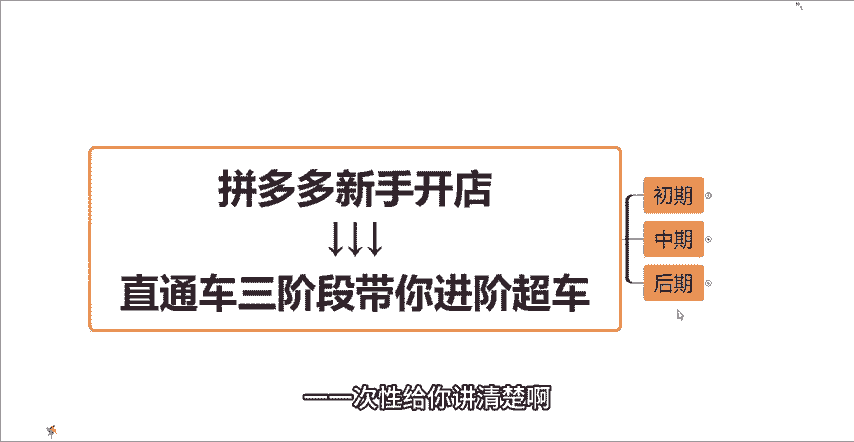 拼多多新手开店
↓↓↓
直通车三阶段带你进阶超车
初期
中期
后期
一一次性给你讲清楚啊